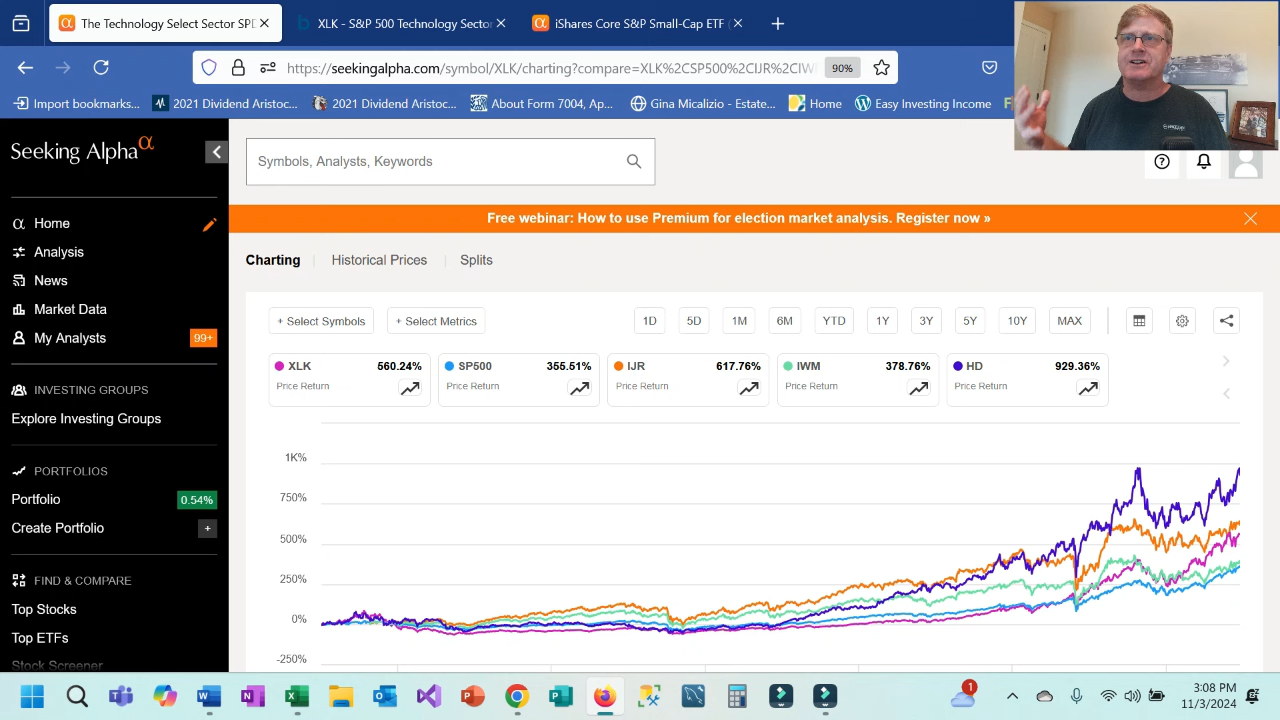 The Technology Select Sector SPD
XLK - S&P 500 Technology Sector
iShares Core S&P Small-Cap ETF (
https://seekingalpha.com/symbol/XLK/charting?compare=XLK%2CSP500%2CIJR%2CIWM
90%
Import bookmarks...
2021 Dividend Aristoc...
2021 Dividend Aristoc...
About Form 7004, Ap...
Gina Micalizio - Estate...
Home
Easy Investing Income
Seeking Alpha α
Symbols, Analysts, Keywords
Free webinar: How to use Premium for election market analysis. Register now »
Home
Analysis
News
Market Data
My Analysts 99+
INVESTING GROUPS
Explore Investing Groups
PORTFOLIOS
Portfolio 0.54%
Create Portfolio +
FIND & COMPARE
Top Stocks
Top ETFs
Stock Screener
Charting
Historical Prices
Splits
+ Select Symbols
+ Select Metrics
1D
5D
1M
6M
YTD
1Y
3Y
5Y
10Y
MAX
XLK 560.24%
Price Return
SP500 355.51%
Price Return
IJR 617.76%
Price Return
IWM 378.76%
Price Return
HD 929.36%
Price Return
1K%
750%
500%
250%
0%
-250%
1
3:08 PM
11/3/2024